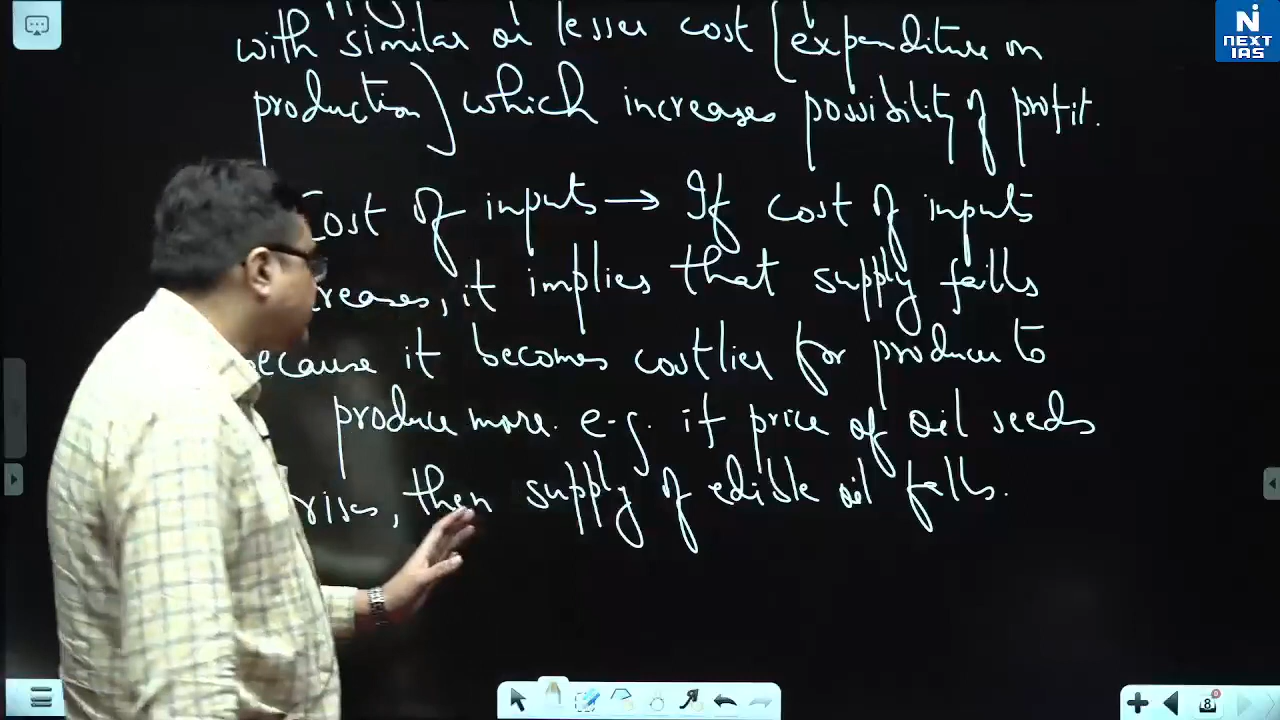 with similar or lesser cost (expenditure on
production) which increases possibility of profit.
Cost of inputs → If cost of inputs
reases, it implies that supply falls
because it becomes costlier for producer to
produce more. e.g. if price of oil seeds
rises, then supply of edible oil falls.
N
NEXT
IAS
8